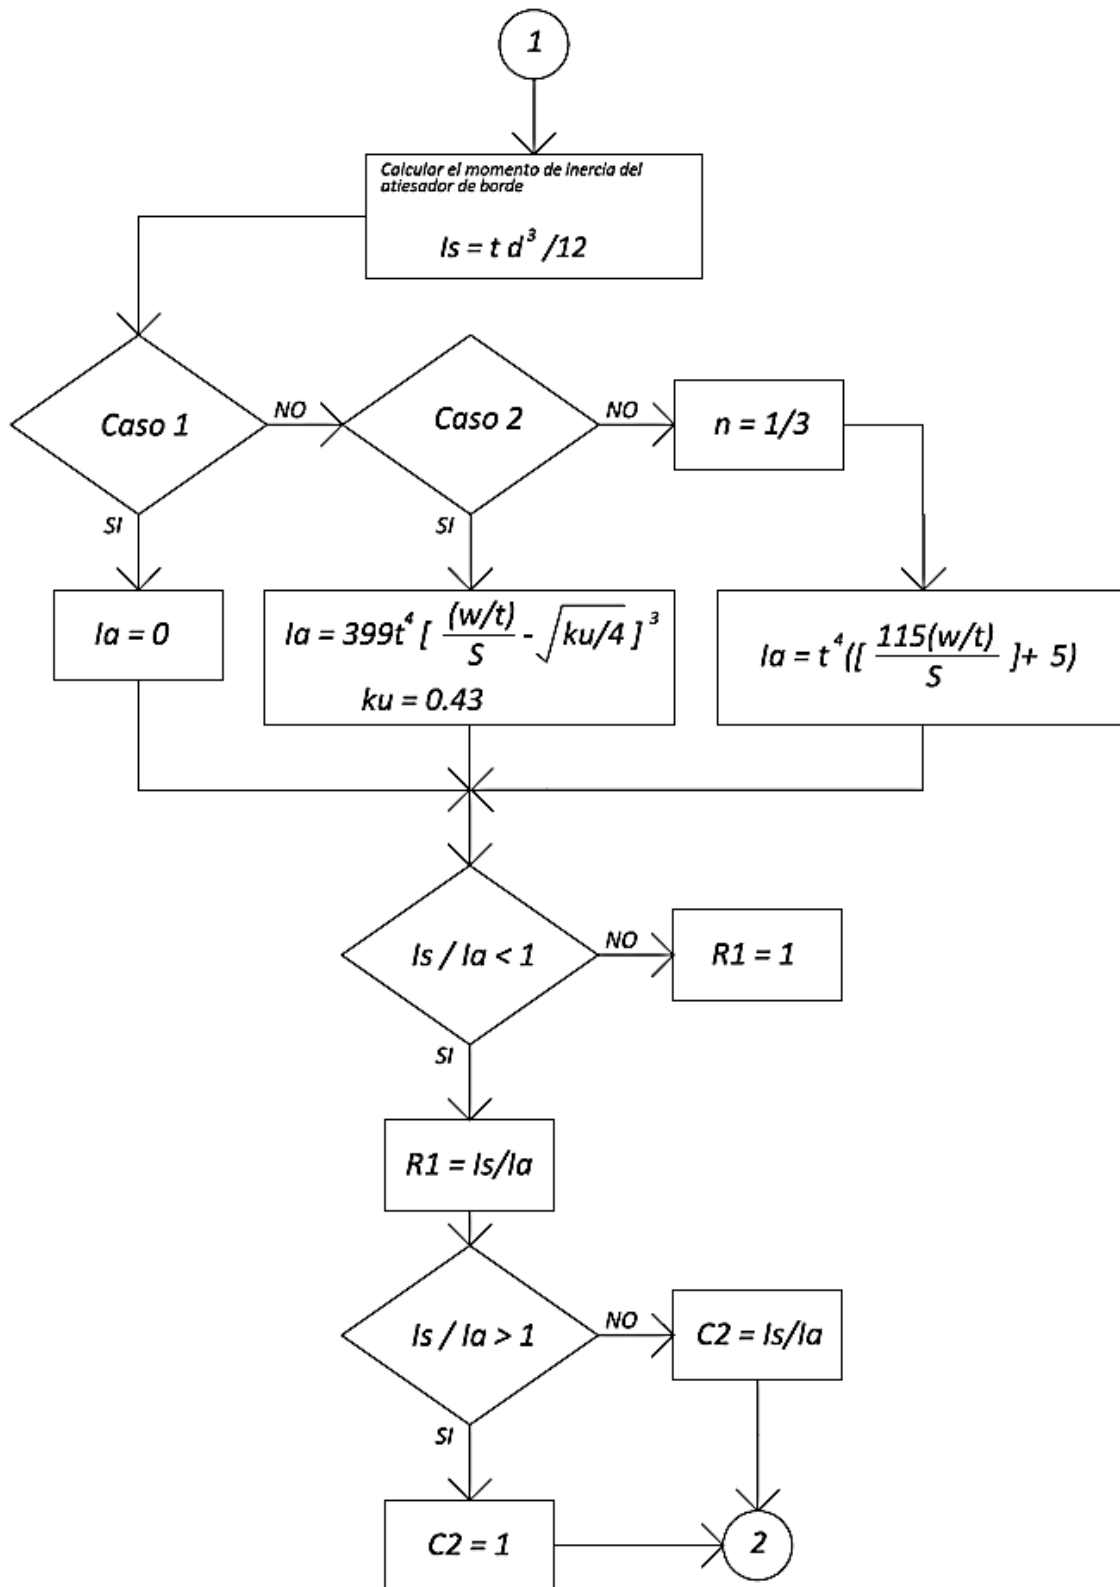 1
Calcular el momento de inercia del
atiesador de borde
Is = t d³ /12
Caso 1
NO
Caso 2
NO
n = 1/3
SI
SI
Ia = 0
Ia = 399t⁴ [ (w/t)/S - √ku/4 ]³
ku = 0.43
Ia = t⁴([ 115(w/t)/S ]+ 5)
Is / Ia < 1
NO
R1 = 1
SI
R1 = Is/Ia
Is / Ia > 1
NO
C2 = Is/Ia
SI
C2 = 1
2